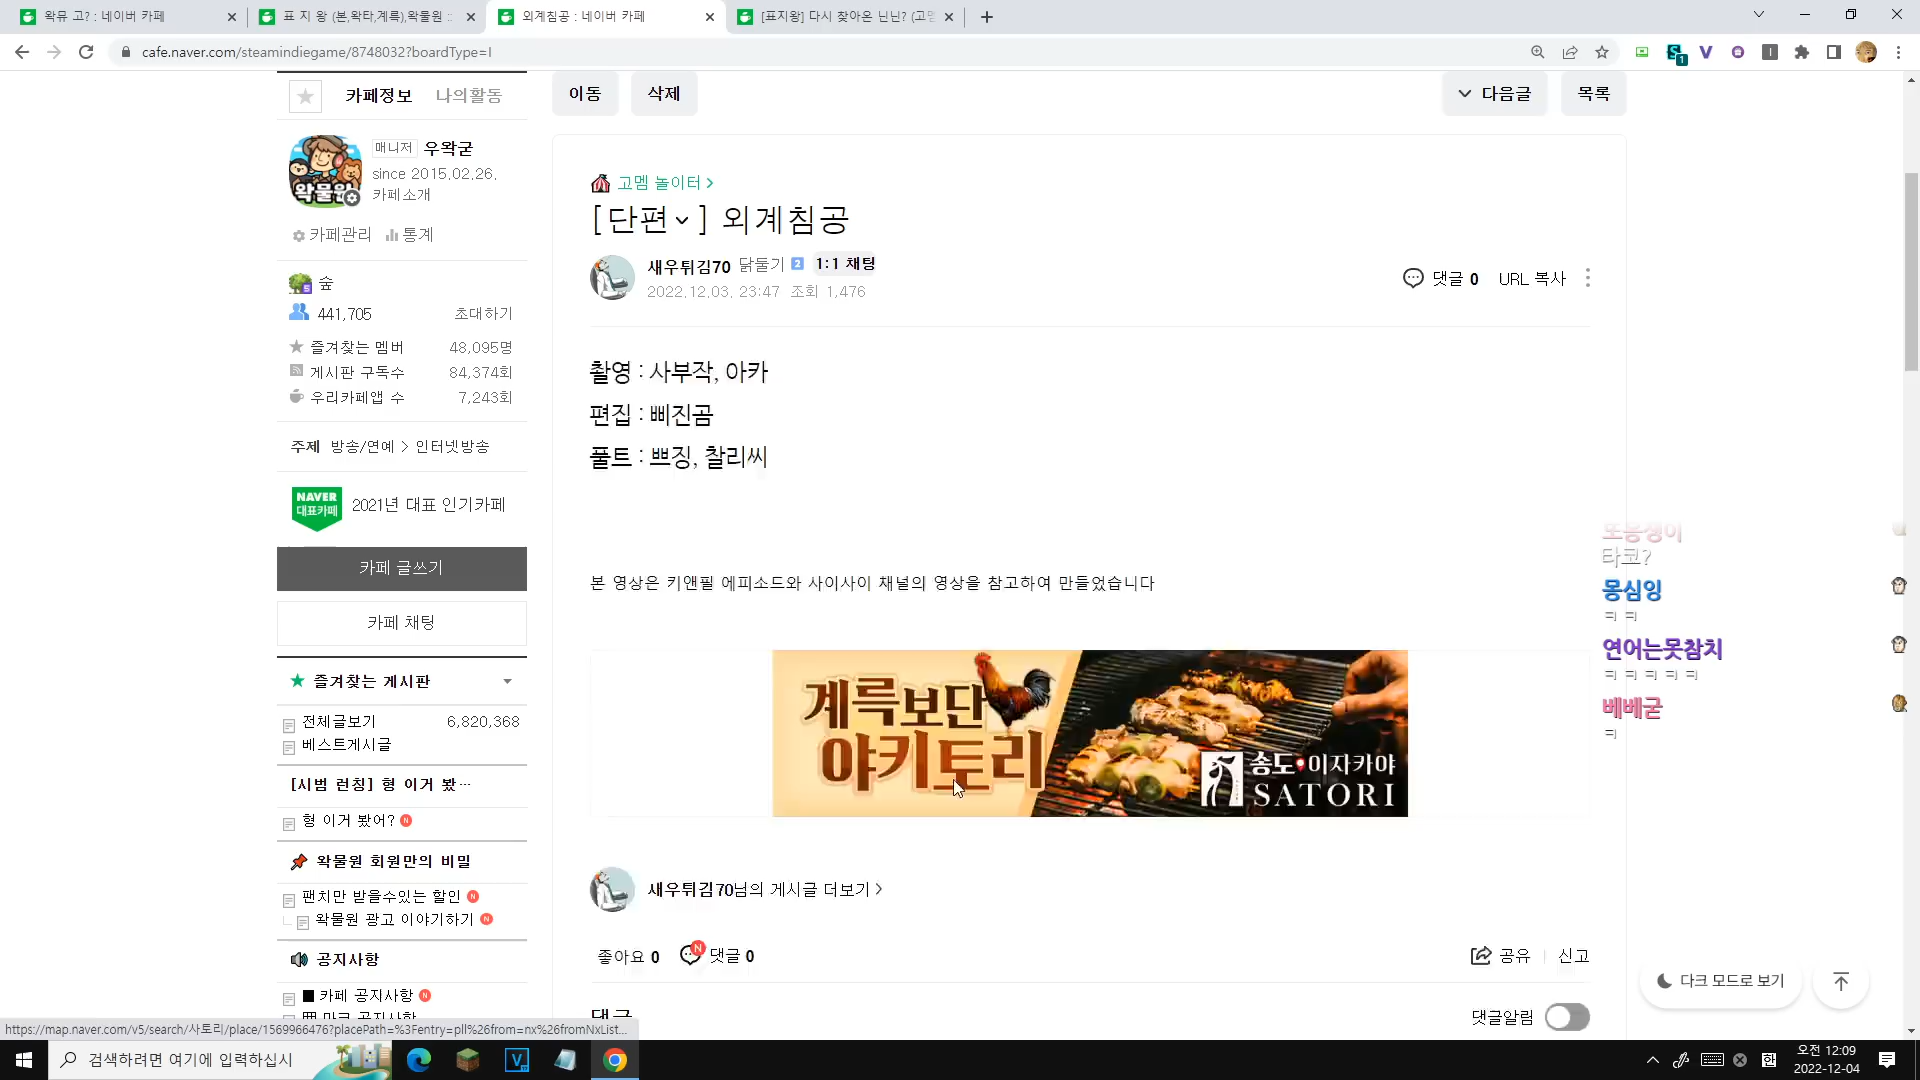 왁뮤 고? : 네이버 카페
표 지 왕 (본,왁타,계륵),왁물원 ::
외계침공 : 네이버 카페
[표지왕] 다시 찾아온 닌닌? (고멤
cafe.naver.com/steamindiegame/8748032?boardType=I
카페정보 나의활동
이동 삭제
다음글 목록
매니저 우왁굳
since 2015.02.26.
카페소개
왁물원
카페관리 통계
숲
441,705 초대하기
즐겨찾는 멤버 48,095명
게시판 구독수 84,374회
우리카페앱 수 7,243회
주제 방송/연예 > 인터넷방송
NAVER
대표카페
2021년 대표 인기카페
카페 글쓰기
카페 채팅
즐겨찾는 게시판
전체글보기 6,820,368
베스트게시글
[시범 런칭] 형 이거 봤…
형 이거 봤어? N
왁물원 회원만의 비밀
팬치만 받을수있는 할인 N
왁물원 광고 이야기하기 N
공지사항
■ 카페 공지사항 N
고멤 놀이터 >
[단편] 외계침공
새우튀김70 닭둘기 2 1:1 채팅
2022.12.03. 23:47 조회 1,476
댓글 0 URL 복사
촬영 : 사부작, 아카
편집 : 삐진곰
풀트 : 쁘징, 찰리씨
본 영상은 키앤필 에피소드와 사이사이 채널의 영상을 참고하여 만들었습니다
계륵보단
야키토리
송도 이자카야
SATORI
새우튀김70님의 게시글 더보기 >
좋아요 0 N 댓글 0
공유 신고
댓글
댓글알림
타코?
몽심잉
ㅋㅋ
연어는못참치
ㅋㅋㅋㅋㅋ
베베굳
ㅋ
다크 모드로 보기
https://map.naver.com/v5/search/사토리/place/1569966476?placePath=%3Fentry=pll%26from=nx%26fromNxList...
검색하려면 여기에 입력하십시
한
오전 12:09
2022-12-04